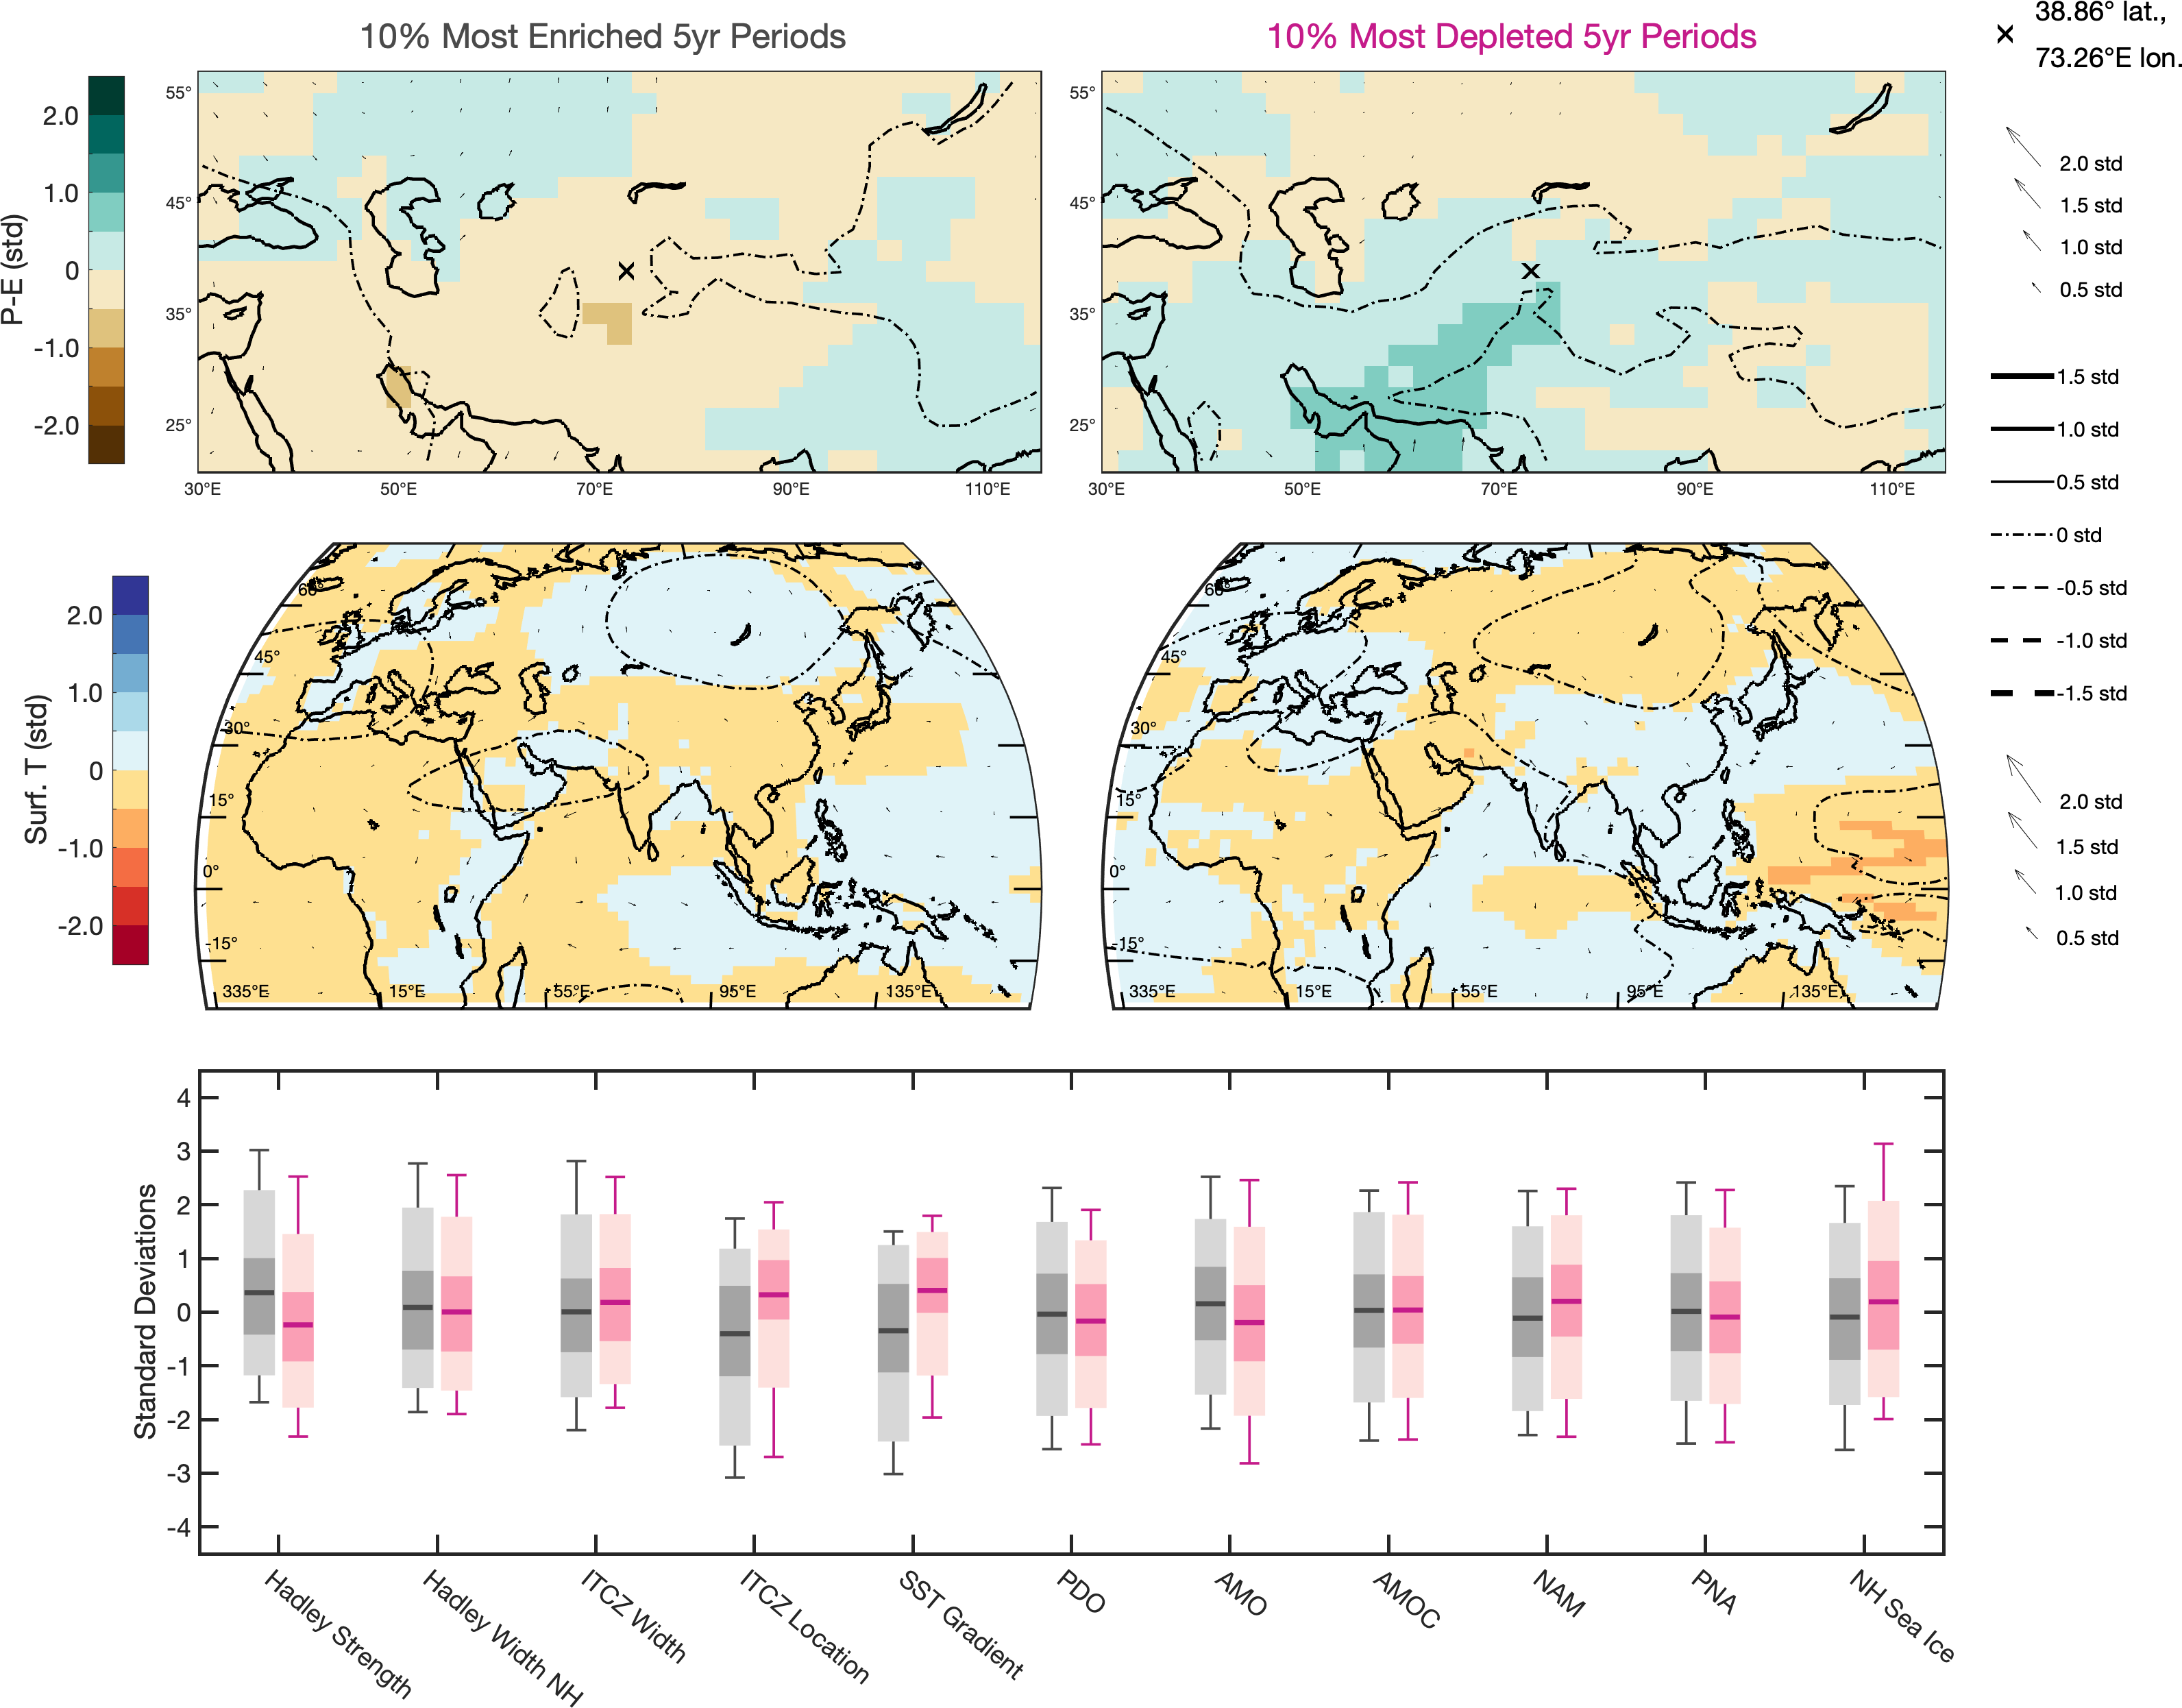 10% Most Enriched 5yr Periods
10% Most Depleted 5yr Periods
38.86° lat.,
73.26°E lon.
P-E (std)
2.0
1.0
0
-1.0
-2.0
55°
45°
35°
25°
30°E 50°E 70°E 90°E 110°E
55°
45°
35°
25°
30°E 50°E 70°E 90°E 110°E
2.0 std
1.5 std
1.0 std
0.5 std
1.5 std
1.0 std
0.5 std
0 std
-0.5 std
-1.0 std
-1.5 std
Surf. T (std)
2.0
1.0
0
-1.0
-2.0
60°
45°
30°
15°
0°
-15°
335°E 15°E 55°E 95°E 135°E
60°
45°
30°
15°
0°
-15°
335°E 15°E 55°E 95°E 135°E
2.0 std
1.5 std
1.0 std
0.5 std
Standard Deviations
4
3
2
1
0
-1
-2
-3
-4
Hadley Strength
Hadley Width NH
ITCZ Width
ITCZ Location
SST Gradient
PDO
AMO
AMOC
NAM
PNA
NH Sea Ice